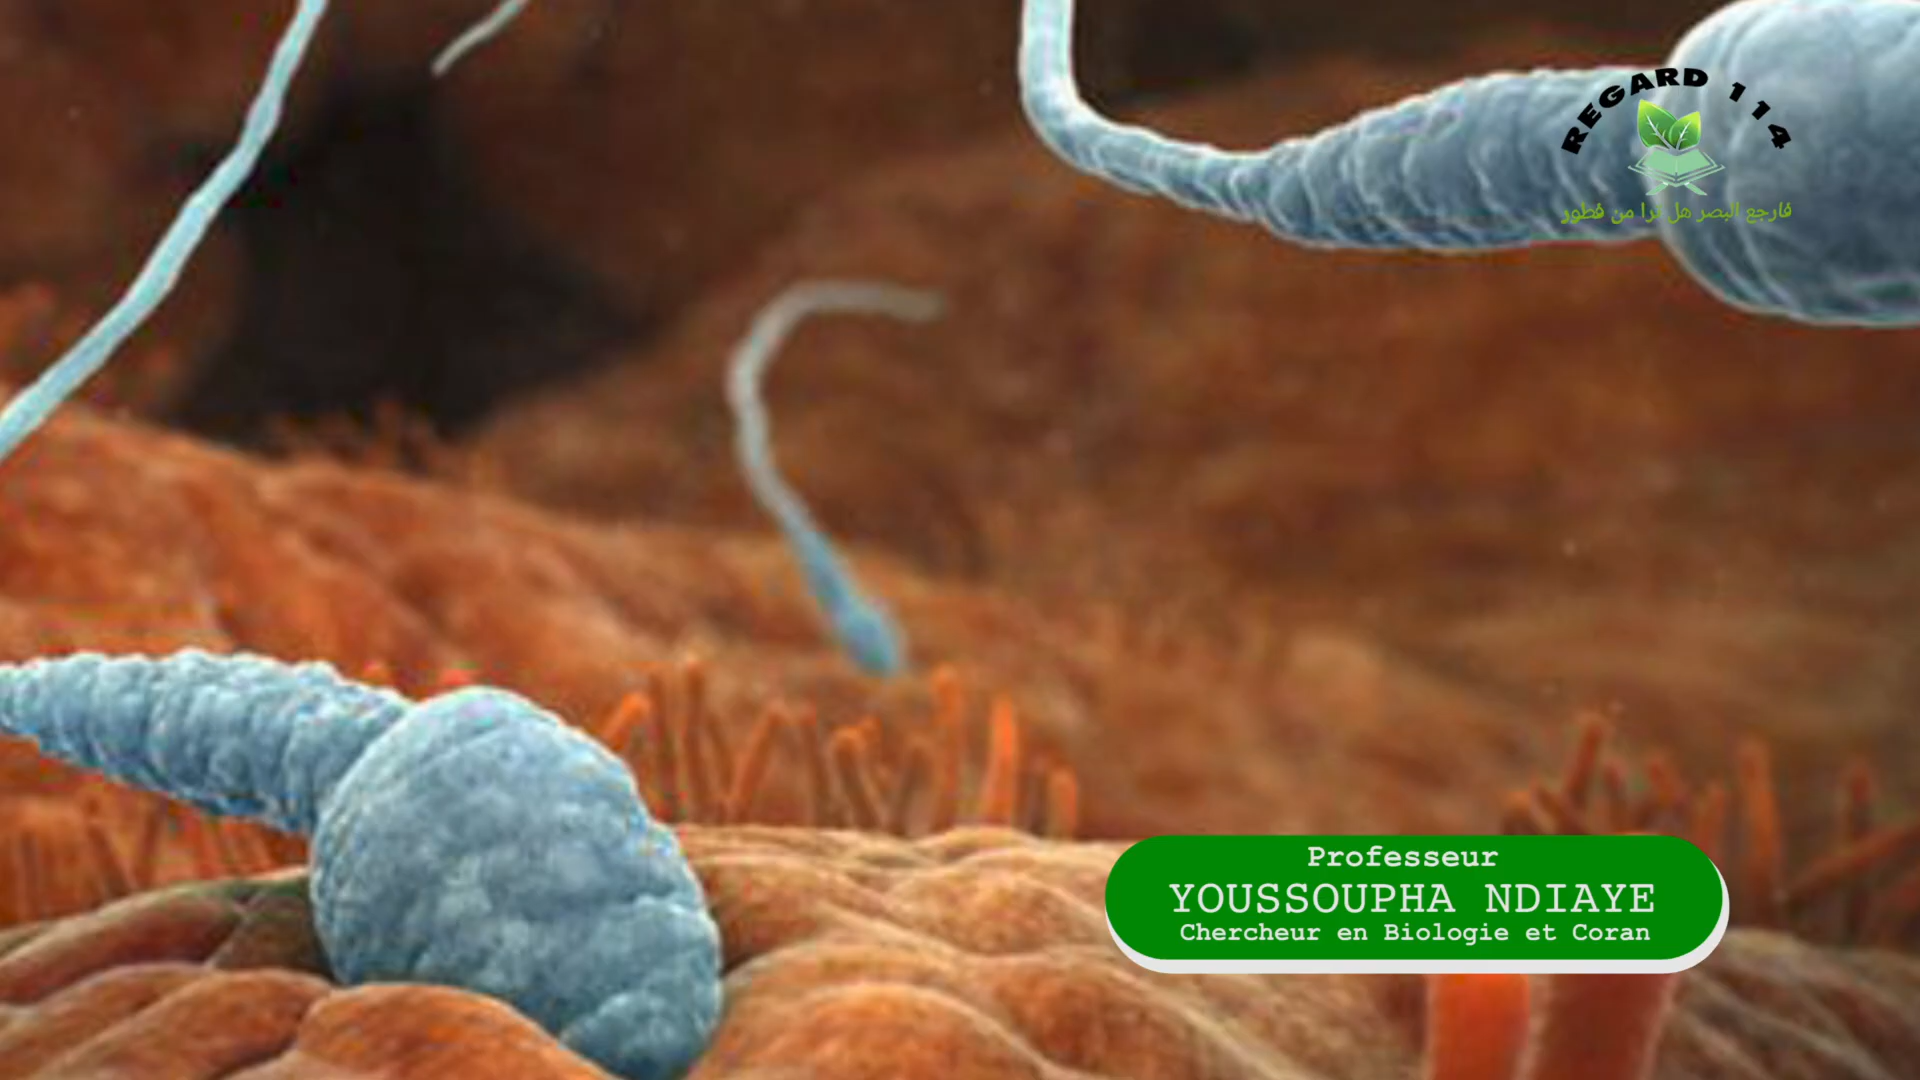 REGARD 114
فارجع البصر هل ترا من فطور
Professeur
YOUSSOUPHA NDIAYE
Chercheur en Biologie et Coran